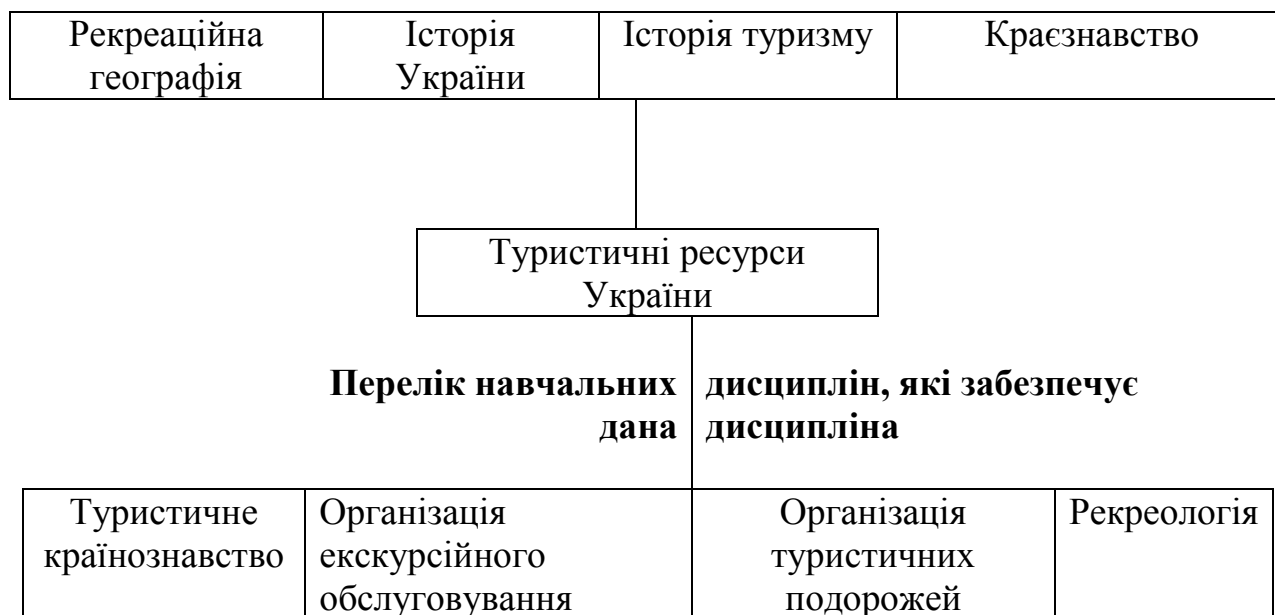 Рекреаційна
географія
Історія
України
Історія туризму
Краєзнавство
Туристичні ресурси
України
Перелік навчальних дисциплін, які забезпечує
дана дисципліна
Туристичне
країнознавство
Організація
екскурсійного
обслуговування
Організація
туристичних
подорожей
Рекреологія